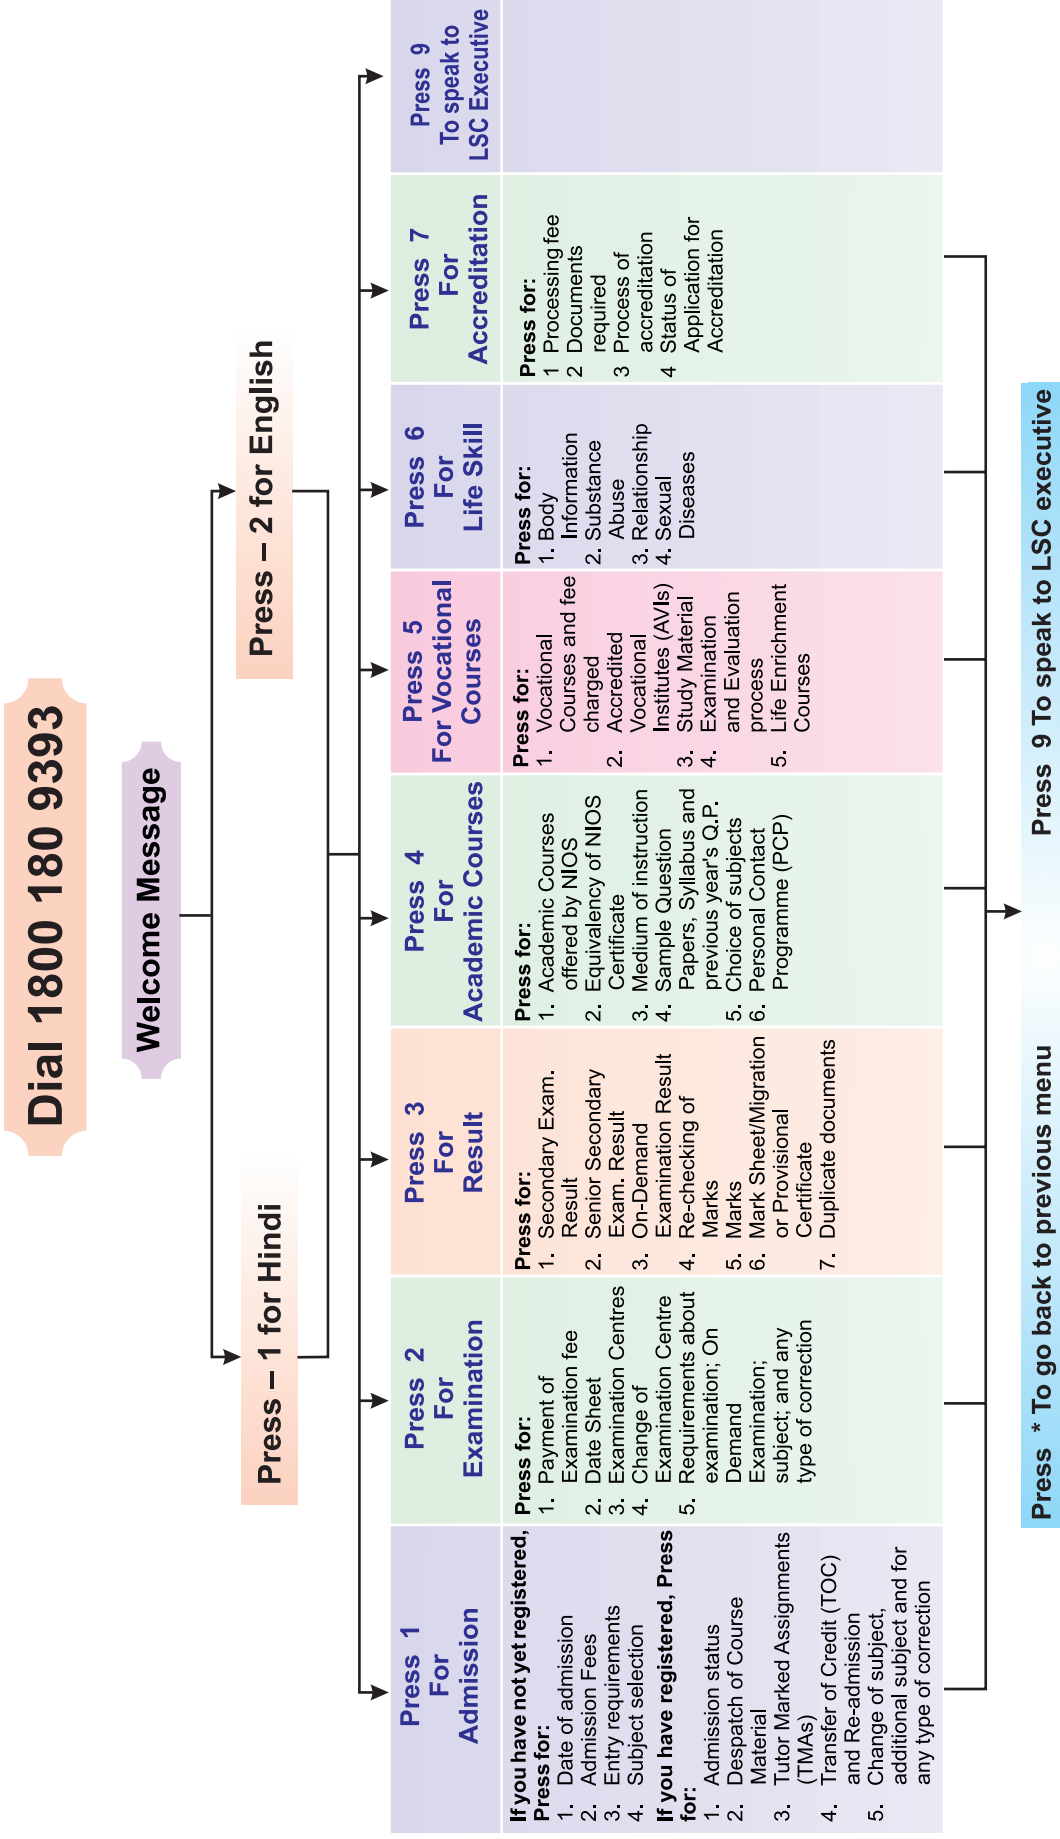 Dial 1800 180 9393
Welcome Message
Press – 1 for Hindi
Press – 2 for English
Press 1
For
Admission
If you have not yet registered,
Press for:
1. Date of admission
2. Admission Fees
3. Entry requirements
4. Subject selection
If you have registered, Press
for:
1. Admission status
2. Despatch of Course
Material
3. Tutor Marked Assignments
(TMAs)
4. Transfer of Credit (TOC)
and Re-admission
5. Change of subject,
additional subject and for
any type of correction
Press 2
For
Examination
Press for:
1. Payment of
Examination fee
2. Date Sheet
3. Examination Centres
4. Change of
Examination Centre
5. Requirements about
examination; On
Demand
Examination;
subject; and any
type of correction
Press 3
For
Result
Press for:
1. Secondary Exam.
Result
2. Senior Secondary
Exam. Result
3. On-Demand
Examination Result
4. Re-checking of
Marks
5. Marks
6. Mark Sheet/Migration
or Provisional
Certificate
7. Duplicate documents
Press 4
For
Academic Courses
Press for:
1. Academic Courses
offered by NIOS
2. Equivalency of NIOS
Certificate
3. Medium of instruction
4. Sample Question
Papers, Syllabus and
previous year's Q.P.
5. Choice of subjects
6. Personal Contact
Programme (PCP)
Press 5
For Vocational
Courses
Press for:
1. Vocational
Courses and fee
charged
2. Accredited
Vocational
Institutes (AVIs)
3. Study Material
4. Examination
and Evaluation
process
5. Life Enrichment
Courses
Press 6
For
Life Skill
Press for:
1. Body
Information
2. Substance
Abuse
3. Relationship
4. Sexual
Diseases
Press 7
For
Accreditation
Press for:
1 Processing fee
2 Documents
required
3 Process of
accreditation
4 Status of
Application for
Accreditation
Press 9
To speak to
LSC Executive
Press * To go back to previous menu
Press 9 To speak to LSC executive